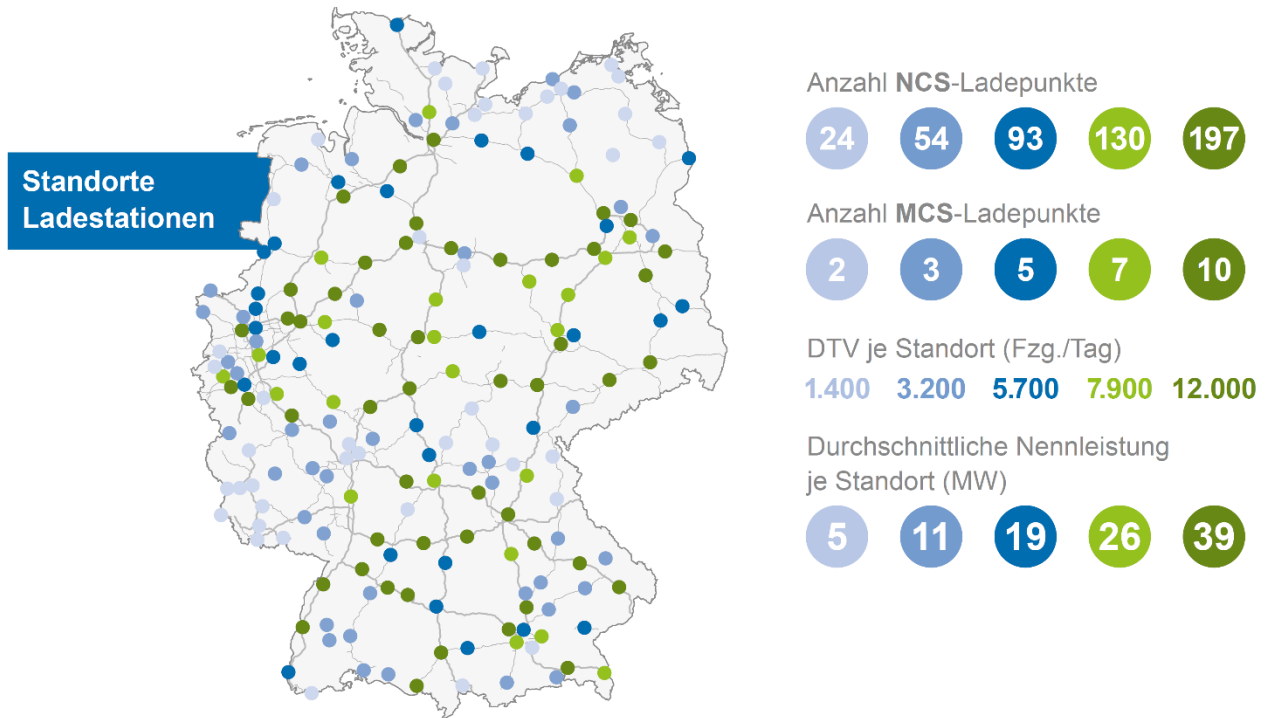 Standorte
Ladestationen
Anzahl NCS-Ladepunkte
24 54 93 130 197
Anzahl MCS-Ladepunkte
2 3 5 7 10
DTV je Standort (Fzg./Tag)
1.400 3.200 5.700 7.900 12.000
Durchschnittliche Nennleistung
je Standort (MW)
5 11 19 26 39